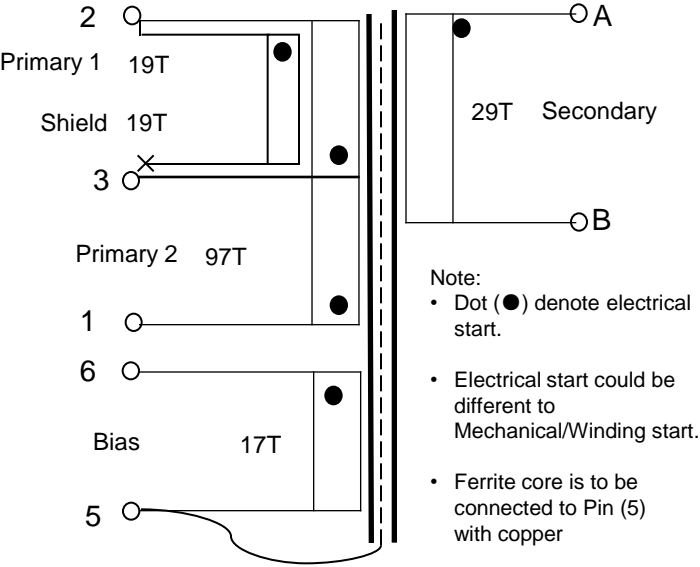 2
Primary 1 19T
Shield 19T
3
Primary 2 97T
1
6
Bias 17T
5
A
29T Secondary
B
Note:
• Dot (●) denote electrical
start.
• Electrical start could be
different to
Mechanical/Winding start.
• Ferrite core is to be
connected to Pin (5)
with copper